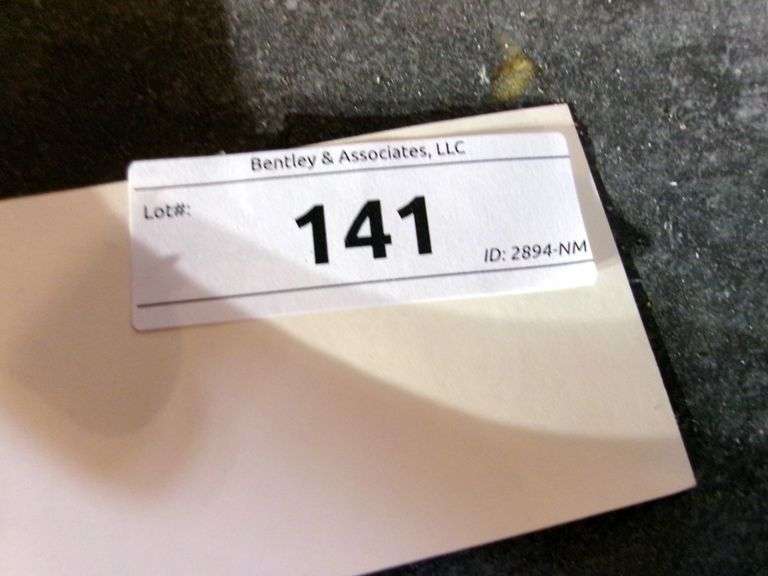 Bentley & Associates, LLC
Lot#:
141
ID: 2894-NM